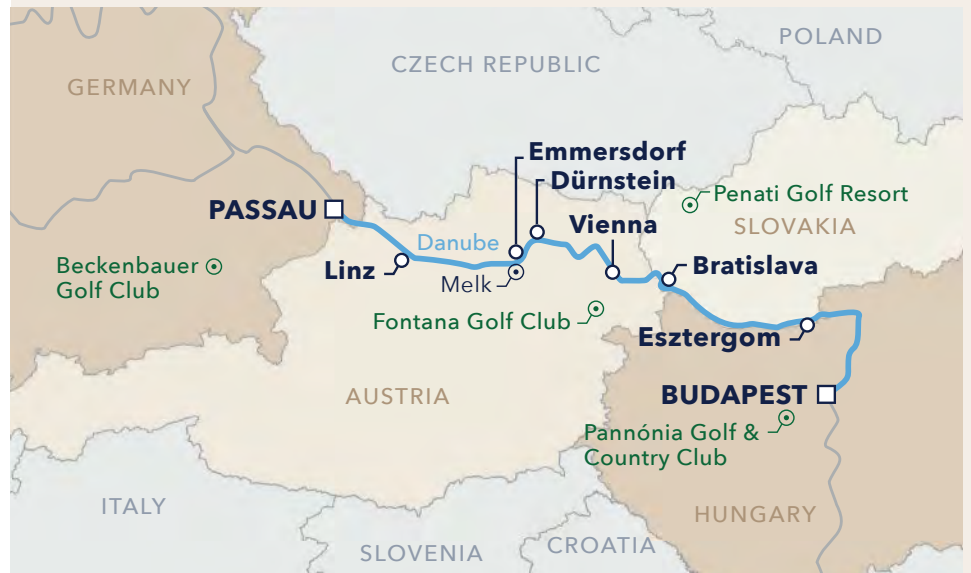 POLAND
CZECH REPUBLIC
GERMANY
Emmersdorf
Dürnstein
Penati Golf Resort
PASSAU
Vienna
SLOVAKIA
Danube
Beckenbauer
Golf Club
Linz
Melk
Bratislava
Fontana Golf Club
Esztergom
AUSTRIA
BUDAPEST
Pannónia Golf &
Country Club
ITALY
HUNGARY
SLOVENIA
CROATIA